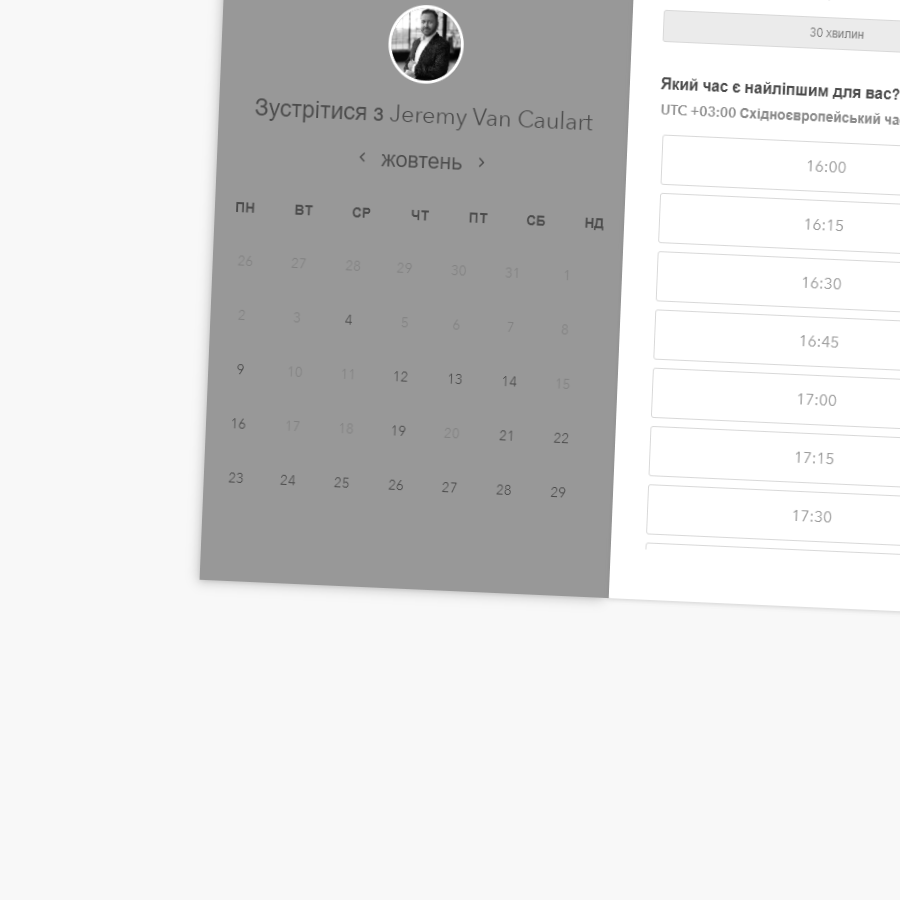 Зустрітися з Jeremy Van Caulart
‹ жовтень ›
ПН ВТ СР ЧТ ПТ СБ НД
26 27 28 29 30 31 1
2 3 4 5 6 7 8
9 10 11 12 13 14 15
16 17 18 19 20 21 22
23 24 25 26 27 28 29
30 хвилин
Який час є найліпшим для вас?
UTC +03:00 Східноєвропейський
16:00
16:15
16:30
16:45
17:00
17:15
17:30